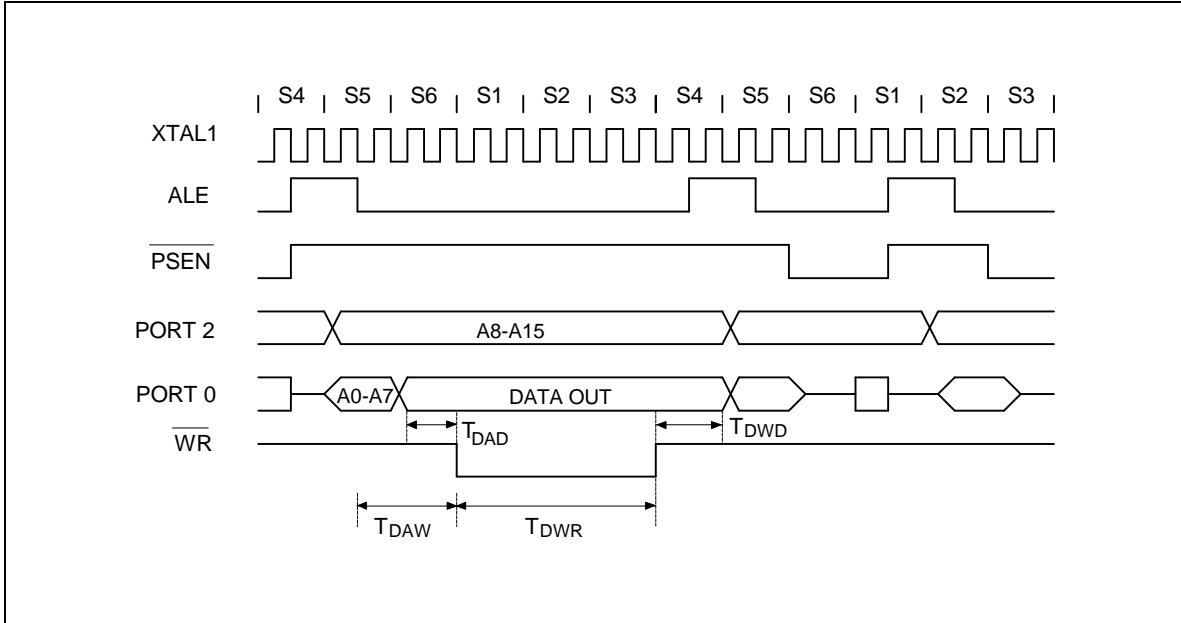 S4 S5 S6 S1 S2 S3 S4 S5 S6 S1 S2 S3
XTAL1
ALE
PSEN
PORT 2 A8-A15
PORT 0 A0-A7 DATA OUT
WR TDAD TDWD
TDAW TDWR